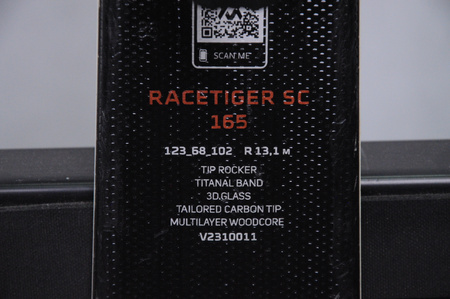 SCAN ME
RACETIGER SC
165
123_68_102 R 13,1 M
TIP ROCKER
TITANAL BAND
3D.GLASS
TAILORED CARBON TIP
MULTILAYER WOODCORE
V2310011